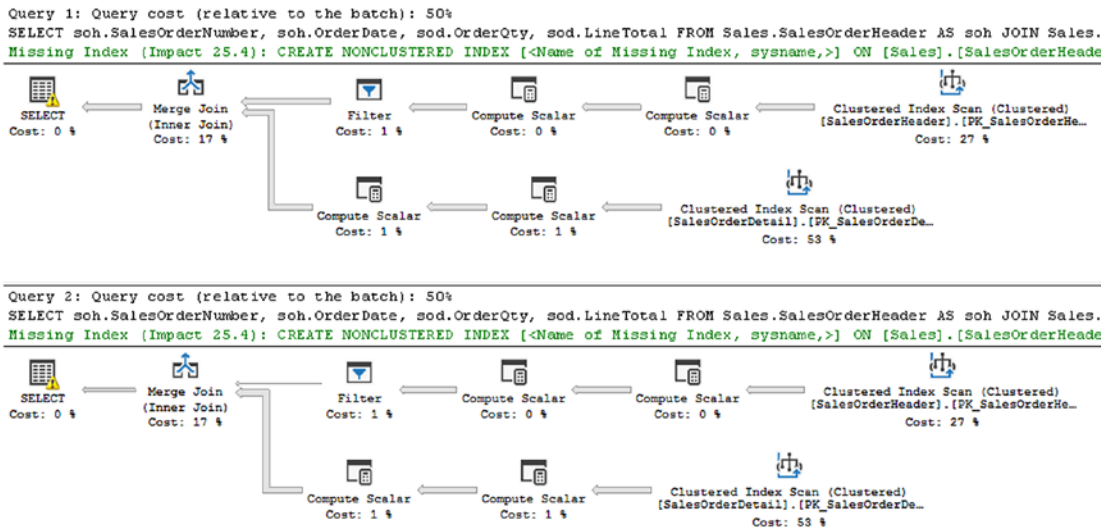 Query 1: Query cost (relative to the batch): 50%
SELECT soh.SalesOrderNumber, soh.OrderDate, sod.OrderQty, sod.LineTotal FROM Sales.SalesOrderHeader AS soh JOIN Sales.
Missing Index (Impact 25.4): CREATE NONCLUSTERED INDEX [<Name of Missing Index, sysname,>] ON [Sales].[SalesOrderHeade
SELECT
Cost: 0 %
Merge Join
(Inner Join)
Cost: 17 %
Filter
Cost: 1 %
Compute Scalar
Cost: 0 %
Compute Scalar
Cost: 0 %
Clustered Index Scan (Clustered)
[SalesOrderHeader].[PK_SalesOrderHe…
Cost: 27 %
Compute Scalar
Cost: 1 %
Compute Scalar
Cost: 1 %
Clustered Index Scan (Clustered)
[SalesOrderDetail].[PK_SalesOrderDe…
Cost: 53 %
Query 2: Query cost (relative to the batch): 50%
SELECT soh.SalesOrderNumber, soh.OrderDate, sod.OrderQty, sod.LineTotal FROM Sales.SalesOrderHeader AS soh JOIN Sales.
Missing Index (Impact 25.4): CREATE NONCLUSTERED INDEX [<Name of Missing Index, sysname,>] ON [Sales].[SalesOrderHeade
SELECT
Cost: 0 %
Merge Join
(Inner Join)
Cost: 17 %
Filter
Cost: 1 %
Compute Scalar
Cost: 0 %
Compute Scalar
Cost: 0 %
Clustered Index Scan (Clustered)
[SalesOrderHeader].[PK_SalesOrderHe…
Cost: 27 %
Compute Scalar
Cost: 1 %
Compute Scalar
Cost: 1 %
Clustered Index Scan (Clustered)
[SalesOrderDetail].[PK_SalesOrderDe…
Cost: 53 %